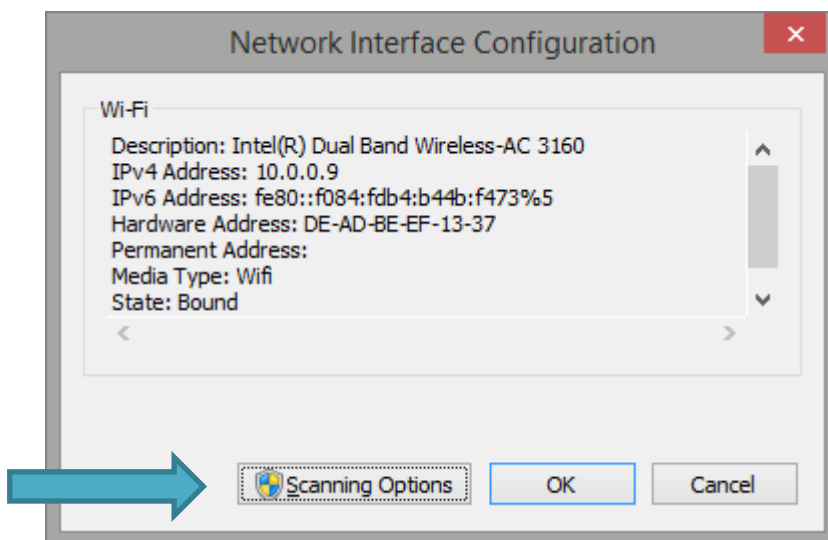 Network Interface Configuration
Wi-Fi
Description: Intel(R) Dual Band Wireless-AC 3160
IPv4 Address: 10.0.0.9
IPv6 Address: fe80::f084:fdb4:b44b:f473%5
Hardware Address: DE-AD-BE-EF-13-37
Permanent Address:
Media Type: Wifi
State: Bound
Scanning Options OK Cancel